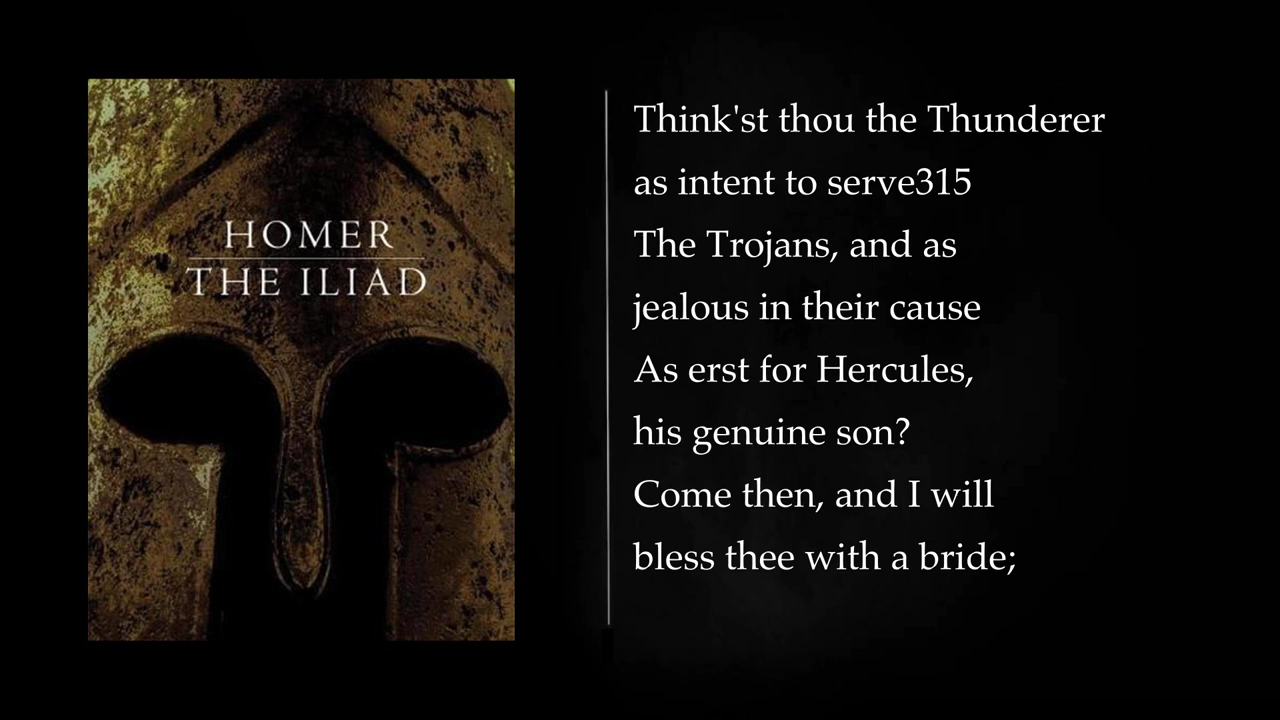 HOMER
THE ILIAD
Think'st thou the Thunderer
as intent to serve315
The Trojans, and as
jealous in their cause
As erst for Hercules,
his genuine son?
Come then, and I will
bless thee with a bride;